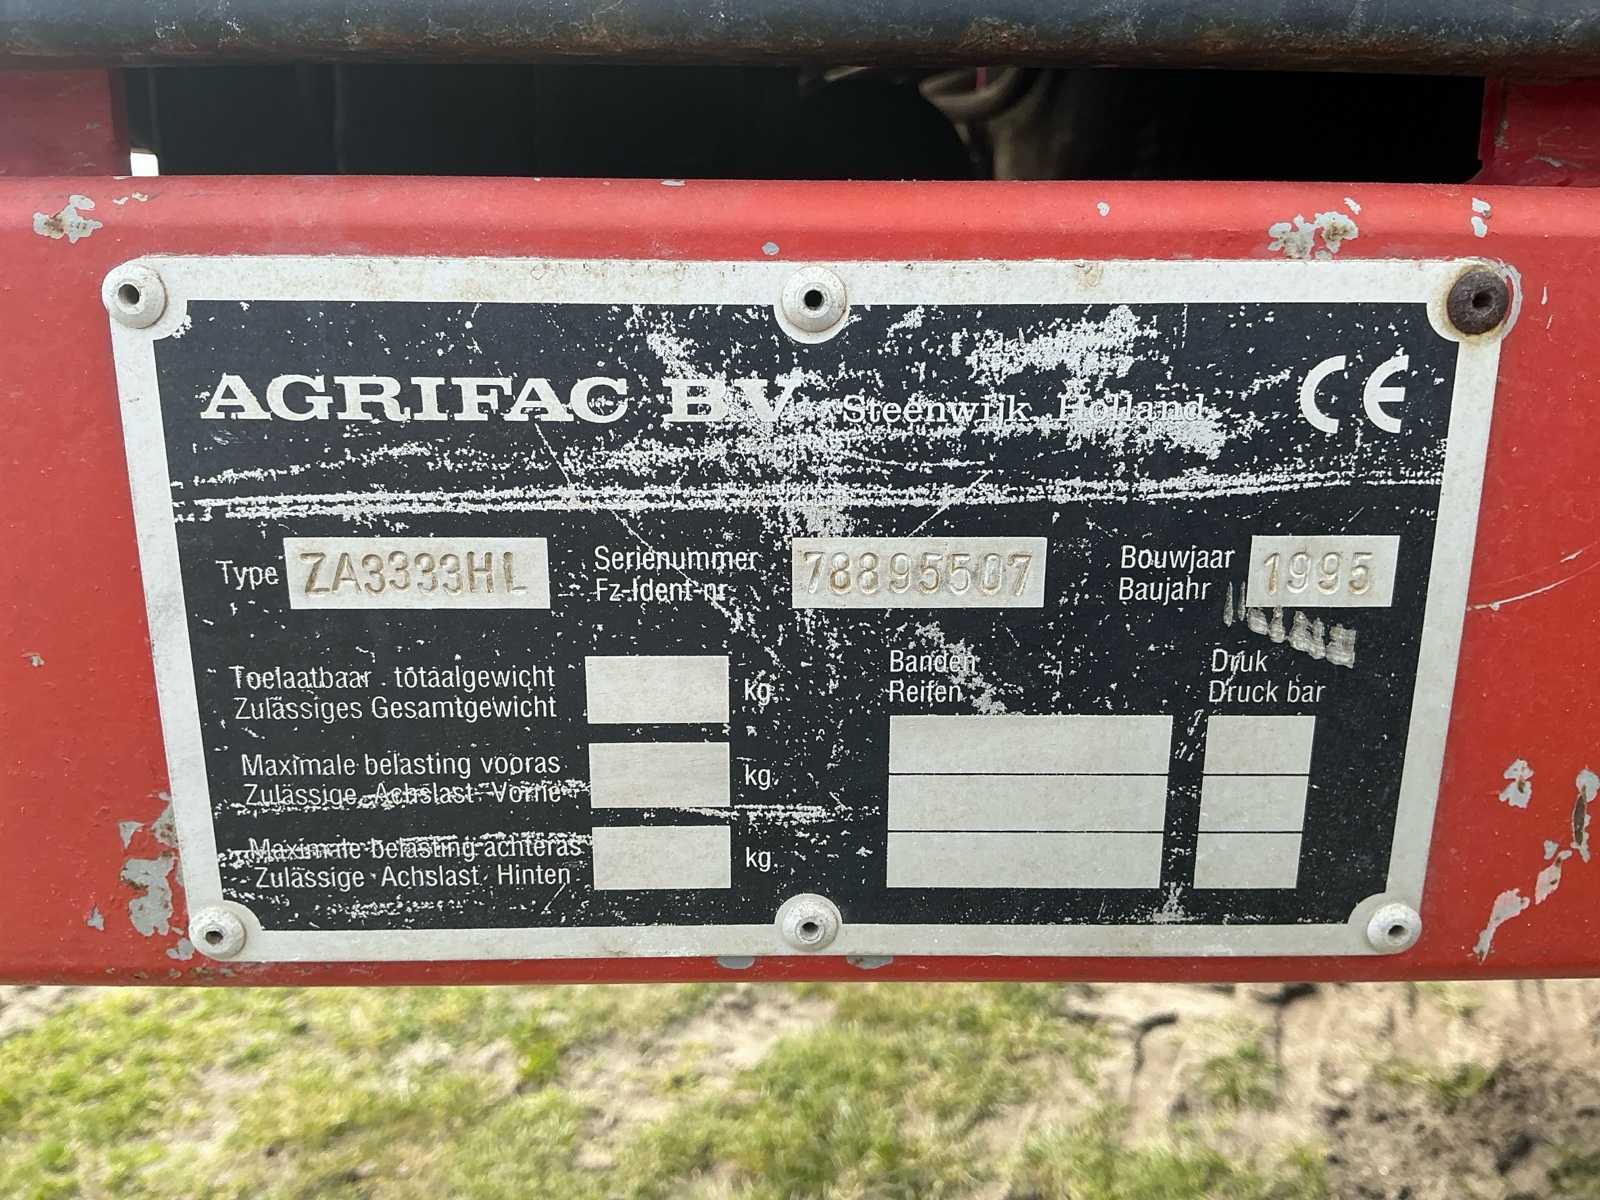 AGRIFAC BV Steenwijk Holland CE
Type ZA3333HL Serienummer 78895507 Bouwjaar 1995
Fz-Ident-nr. Baujahr
Toelaatbaar totaalgewicht kg
Zulässiges Gesamtgewicht
Banden Druk
Reifen Druck bar
Maximale belasting vooras kg.
Zulässige Achslast Vorne
Maximale belasting achteras kg.
Zulässige Achslast Hinten